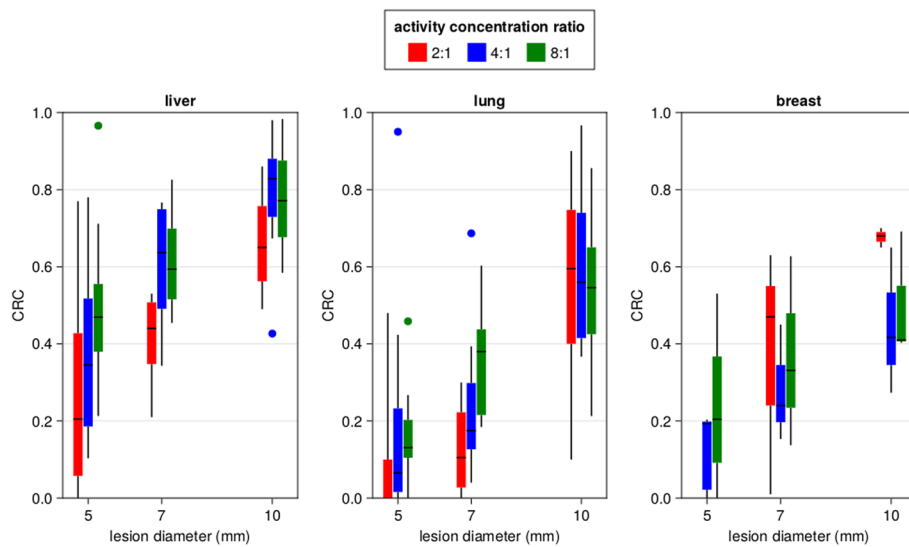 activity concentration ratio
2:1 4:1 8:1
liver lung breast
1.0 1.0 1.0
0.8 0.8 0.8
0.6 0.6 0.6
CRC CRC CRC
0.4 0.4 0.4
0.2 0.2 0.2
0.0 0.0 0.0
5 7 10 5 7 10 5 7 10
lesion diameter (mm) lesion diameter (mm) lesion diameter (mm)